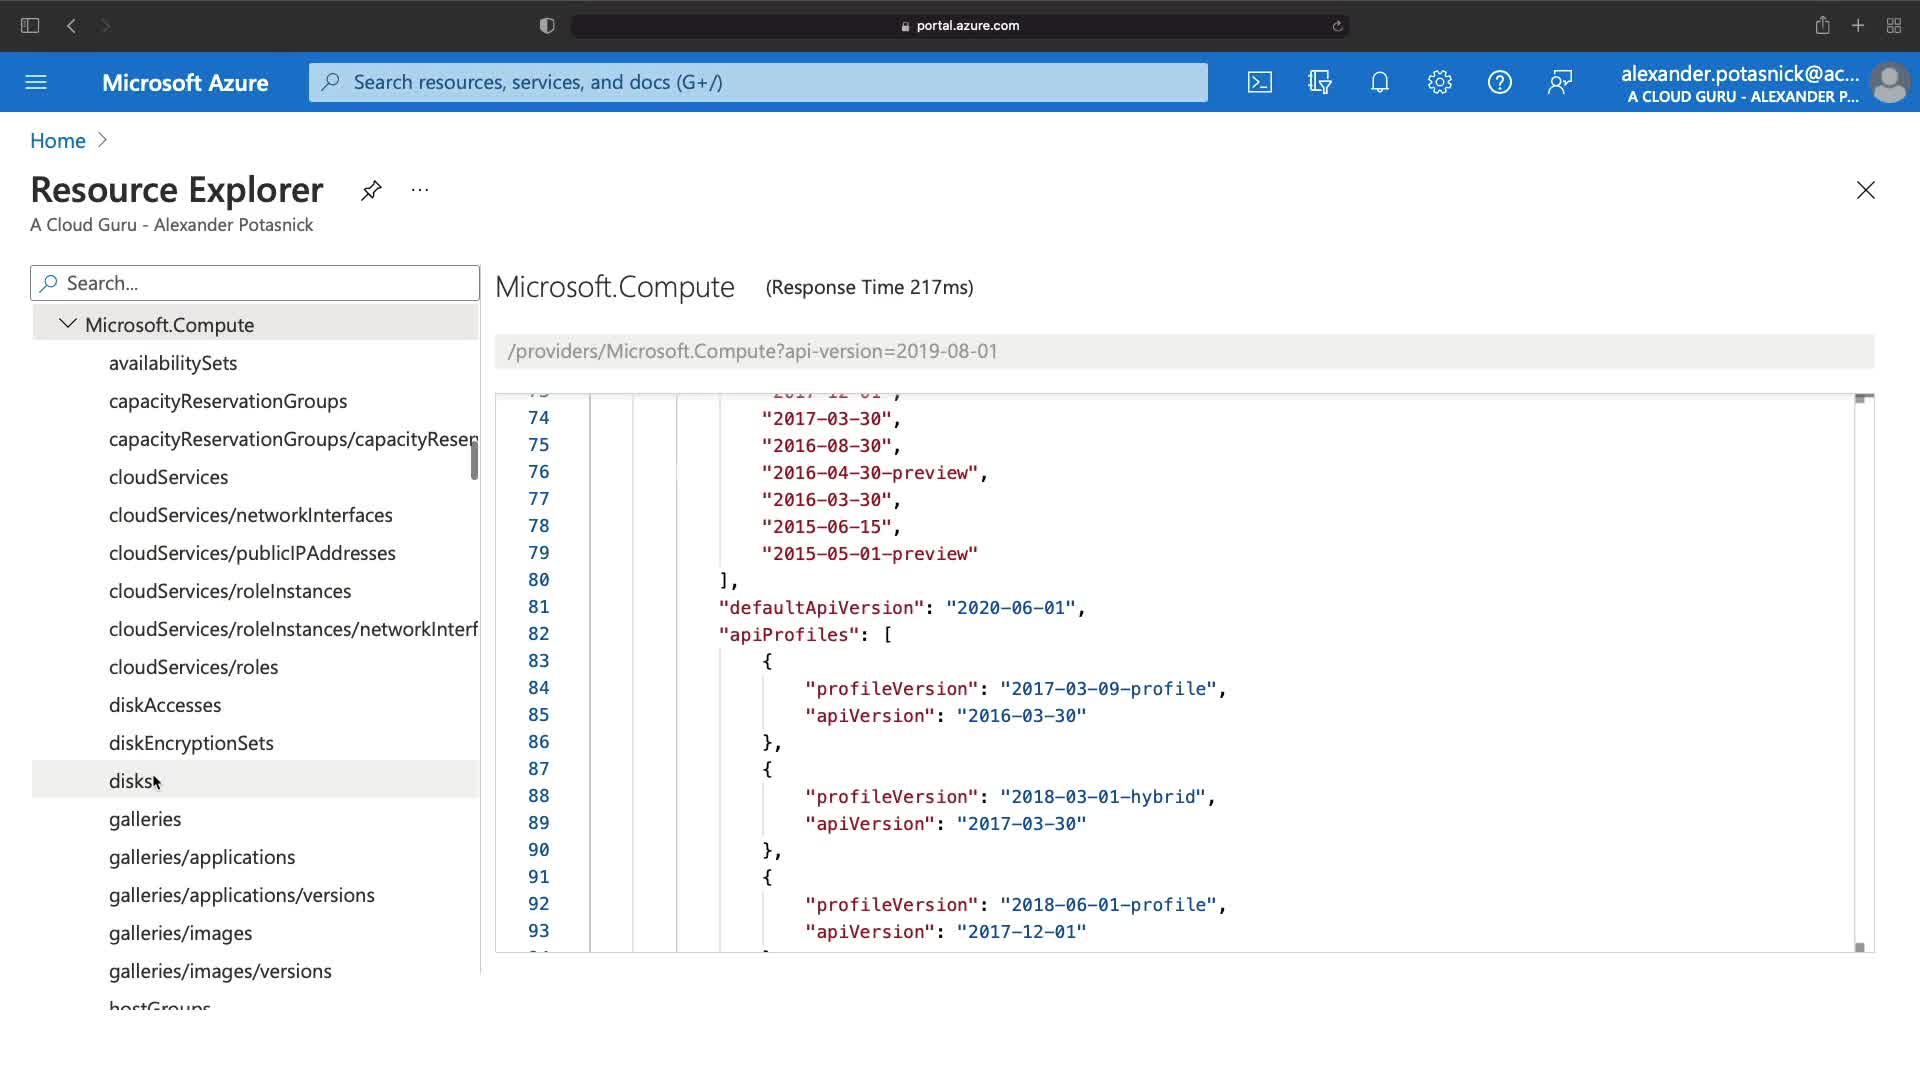 portal.azure.com
Microsoft Azure
Search resources, services, and docs (G+/)
alexander.potasnick@ac...
A CLOUD GURU - ALEXANDER P...
Home
Resource Explorer
...
A Cloud Guru - Alexander Potasnick
Search...
Microsoft.Compute
availabilitySets
capacityReservationGroups
capacityReservationGroups/capacityReser
cloudServices
cloudServices/networkInterfaces
cloudServices/publicIPAddresses
cloudServices/roleInstances
cloudServices/roleInstances/networkInterf
cloudServices/roles
diskAccesses
diskEncryptionSets
disks
galleries
galleries/applications
galleries/applications/versions
galleries/images
galleries/images/versions
hostGroups
Microsoft.Compute (Response Time 217ms)
/providers/Microsoft.Compute?api-version=2019-08-01
73 "2017-12-01",
74 "2017-03-30",
75 "2016-08-30",
76 "2016-04-30-preview",
77 "2016-03-30",
78 "2015-06-15",
79 "2015-05-01-preview"
80 ],
81 "defaultApiVersion": "2020-06-01",
82 "apiProfiles": [
83 {
84 "profileVersion": "2017-03-09-profile",
85 "apiVersion": "2016-03-30"
86 },
87 {
88 "profileVersion": "2018-03-01-hybrid",
89 "apiVersion": "2017-03-30"
90 },
91 {
92 "profileVersion": "2018-06-01-profile",
93 "apiVersion": "2017-12-01"